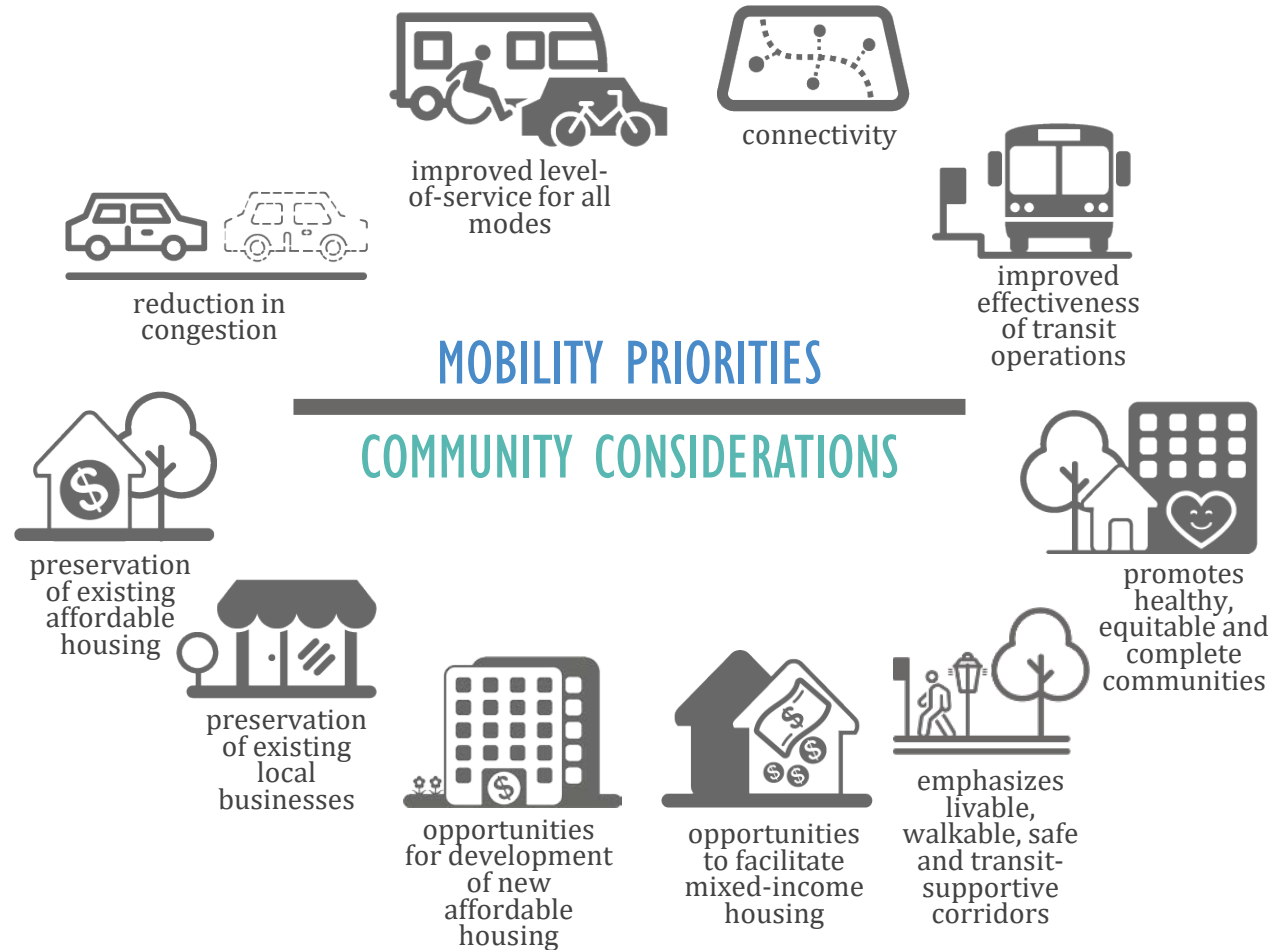 improved level-
of-service for all
modes
connectivity
reduction in
congestion
improved
effectiveness
of transit
operations
MOBILITY PRIORITIES
COMMUNITY CONSIDERATIONS
$
preservation
of existing
affordable
housing
preservation
of existing
local
businesses
$
opportunities
for development
of new
affordable
housing
$
$
$ $
opportunities
to facilitate
mixed-income
housing
emphasizes
livable,
walkable, safe
and transit-
supportive
corridors
promotes
healthy,
equitable and
complete
communities